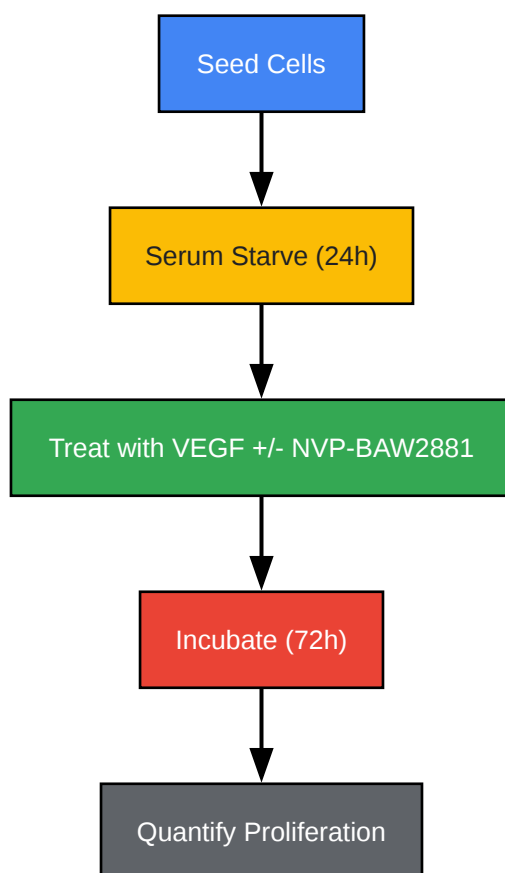 Seed Cells
Serum Starve (24h)
Treat with VEGF +/- NVP-BAW2881
Incubate (72h)
Quantify Proliferation